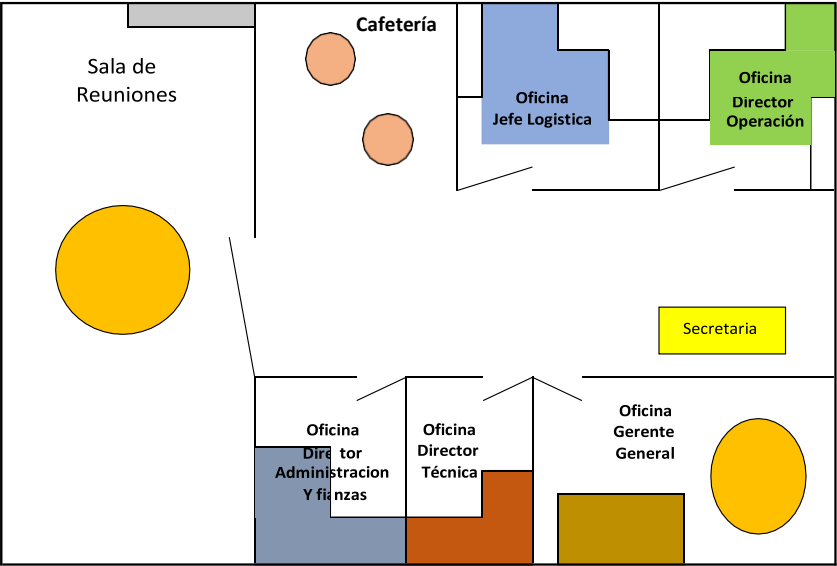 Cafetería
Sala de
Reuniones
Oficina
Jefe Logistica
Oficina
Director
Operación
Secretaria
Oficina
Dire tor
Administracion
Y fianzas
Oficina
Director
Técnica
Oficina
Gerente
General